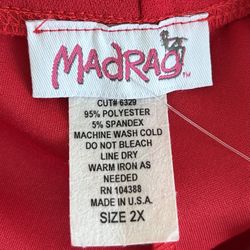 MADRAG
CUT# 6329
95% POLYESTER
5% SPANDEX
MACHINE WASH COLD
DO NOT BLEACH
LINE DRY
WARM IRON AS
NEEDED
RN 104388
MADE IN U.S.A.
SIZE 2X